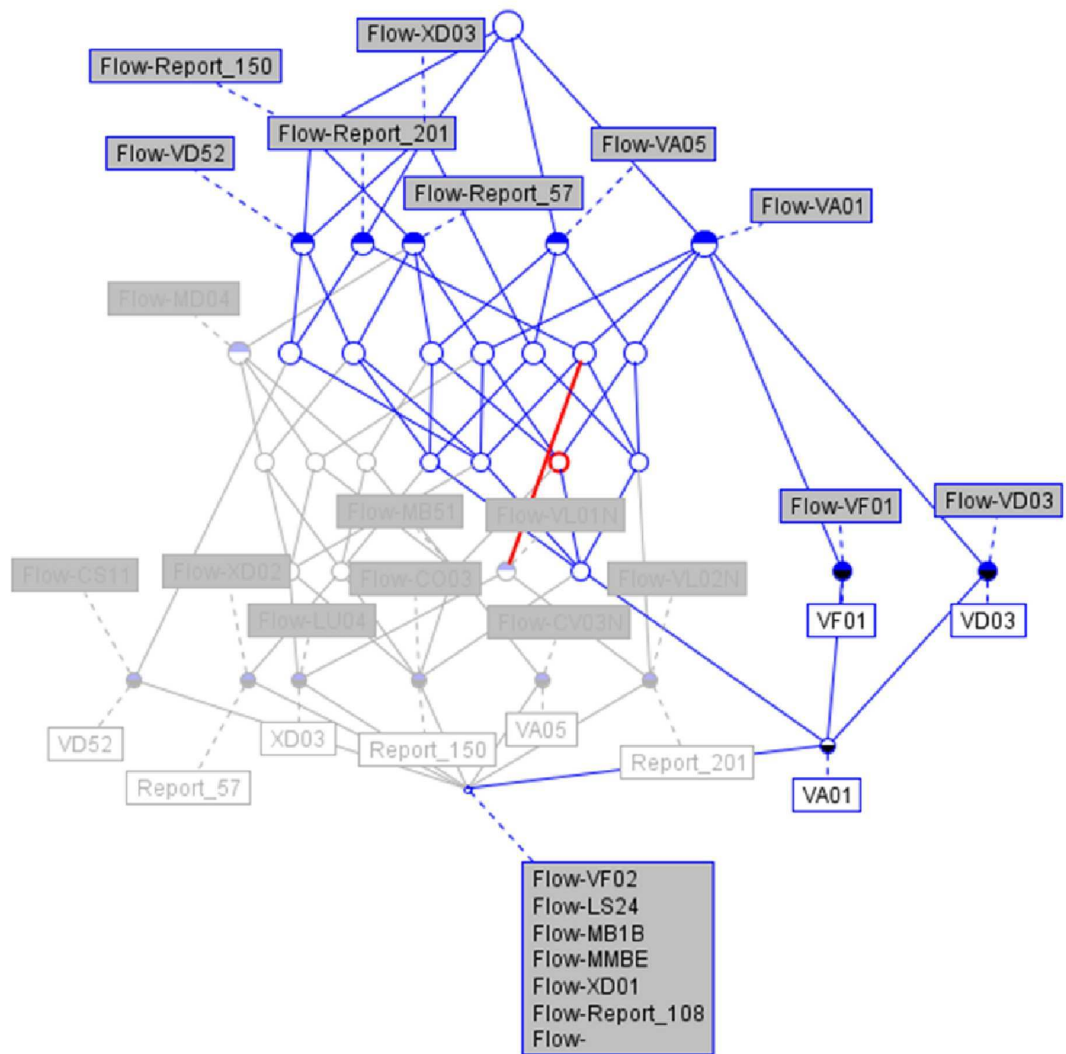 Flow-XD03
Flow-Report_150
Flow-Report_201
Flow-VD52
Flow-VA05
Flow-Report_57
Flow-VA01
Flow-MD04
Flow-MB51
Flow-VL01N
Flow-VF01
Flow-VD03
Flow-CS11
Flow-XD02
Flow-CO03
Flow-VL02N
Flow-LU04
Flow-CV03N
VF01
VD03
VD52
XD03
Report_150
VA05
Report_201
Report_57
VA01
Flow-VF02
Flow-LS24
Flow-MB1B
Flow-MMBE
Flow-XD01
Flow-Report_108
Flow-